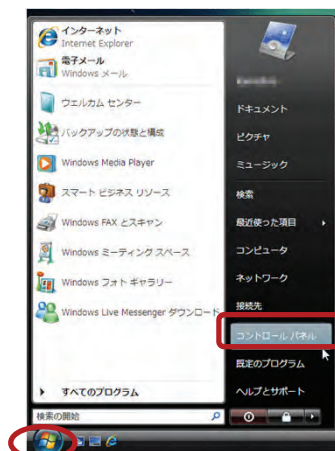 インターネット
Internet Explorer
電子メール
Windows メール
ウェルカム センター
バックアップの状態と構成
Windows Media Player
スマート ビジネス リソース
Windows FAX とスキャン
Windows ミーティング スペース
Windows フォト ギャラリー
Windows Live Messenger ダウンロード
すべてのプログラム
検索の開始
ドキュメント
ピクチャ
ミュージック
検索
最近使った項目
コンピュータ
ネットワーク
接続先
コントロール パネル
既定のプログラム
ヘルプとサポート